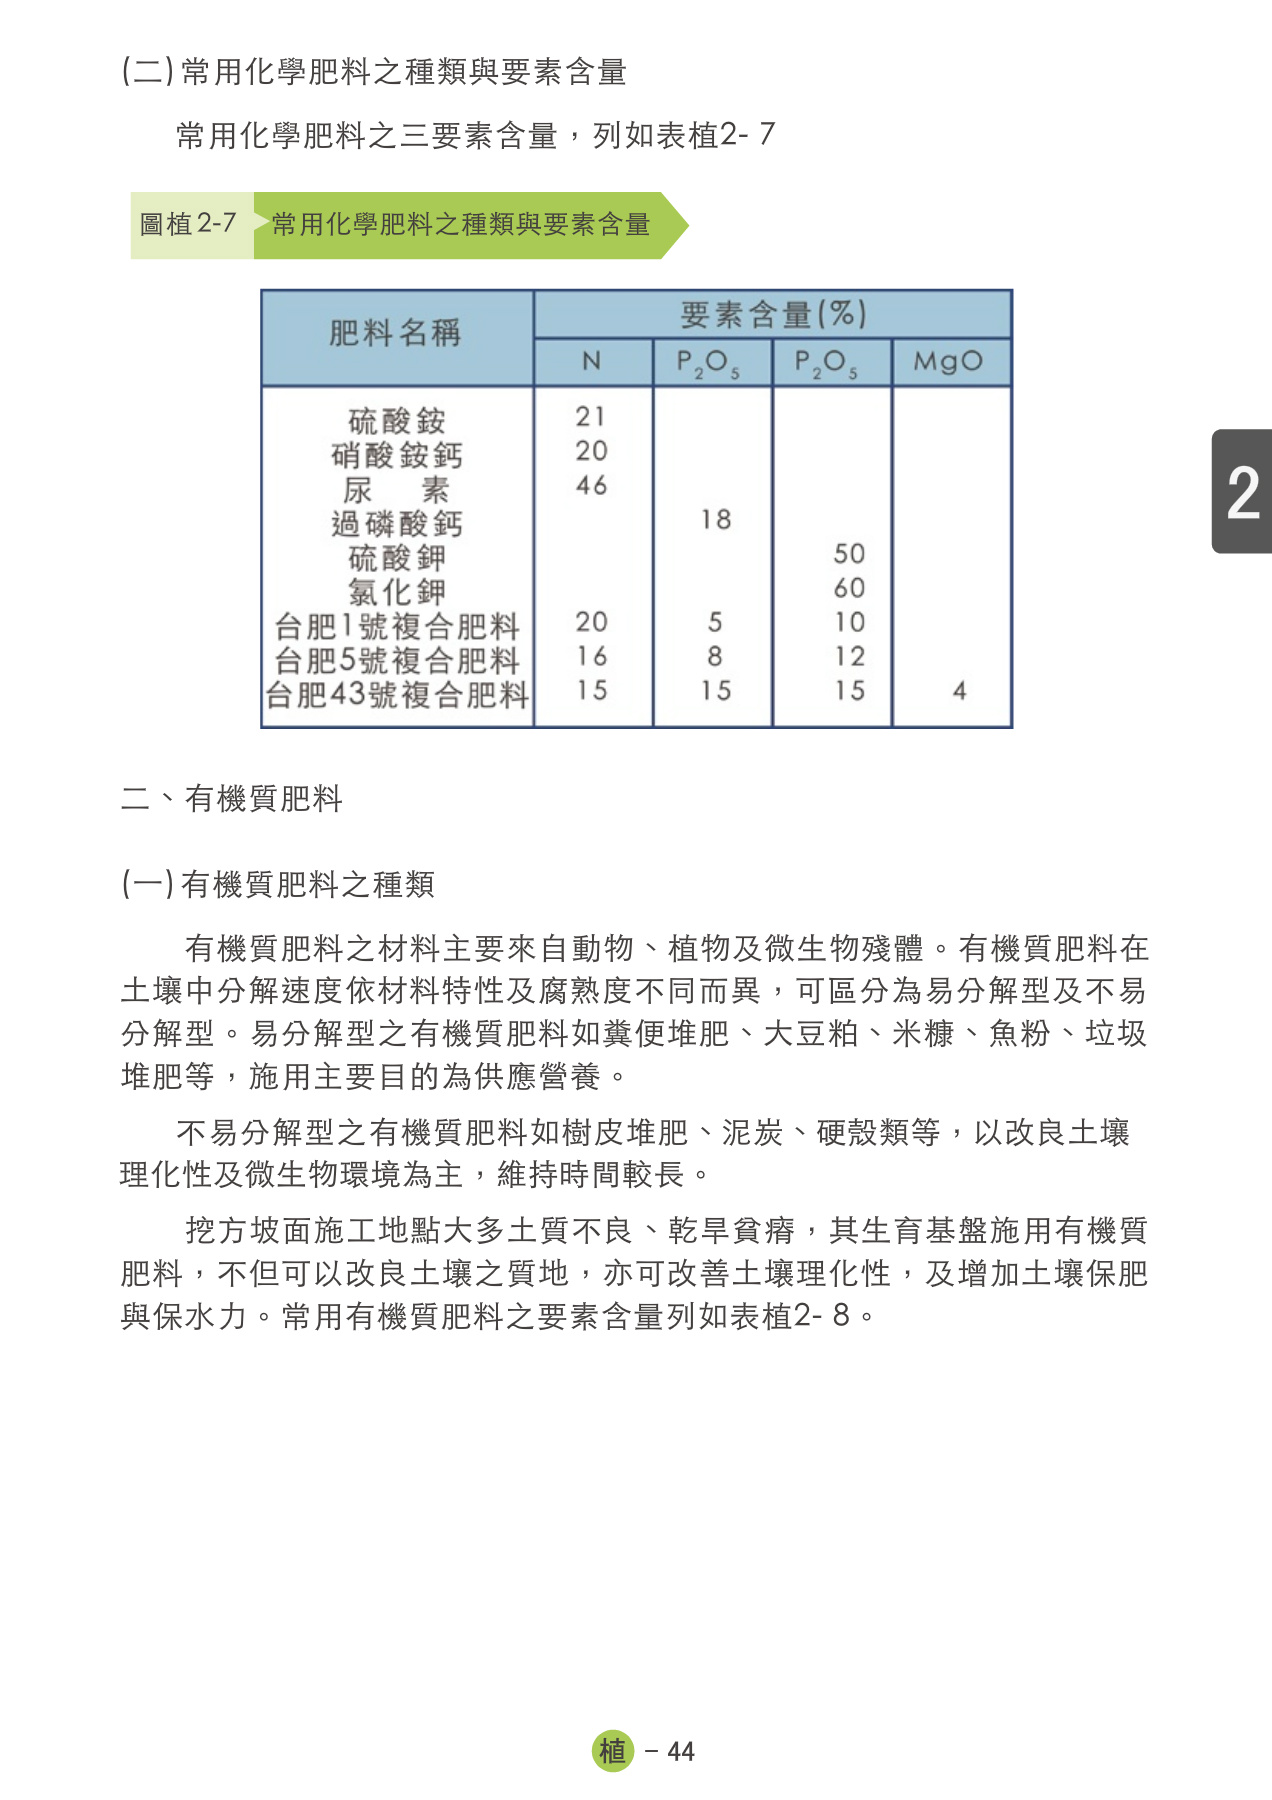 (二)常用化學肥料之種類與要素含量
常用化學肥料之三要素含量，列如表植2-7
圖植2-7 常用化學肥料之種類與要素含量
肥料名稱 要素含量(%)
N P₂O₅ P₂O₅ MgO
硫酸銨 21
硝酸銨鈣 20
尿 素 46
過磷酸鈣 18
硫酸鉀 50
氯化鉀 60
台肥1號複合肥料 20 5 10
台肥5號複合肥料 16 8 12
台肥43號複合肥料 15 15 15 4
2
二、有機質肥料
(一)有機質肥料之種類
有機質肥料之材料主要來自動物、植物及微生物殘體。有機質肥料在
土壤中分解速度依材料特性及腐熟度不同而異，可區分為易分解型及不易
分解型。易分解型之有機質肥料如糞便堆肥、大豆粕、米糠、魚粉、垃圾
堆肥等，施用主要目的為供應營養。
不易分解型之有機質肥料如樹皮堆肥、泥炭、硬殼類等，以改良土壤
理化性及微生物環境為主，維持時間較長。
挖方坡面施工地點大多土質不良、乾旱貧瘠，其生育基盤施用有機質
肥料，不但可以改良土壤之質地，亦可改善土壤理化性，及增加土壤保肥
與保水力。常用有機質肥料之要素含量列如表植2-8。
植 - 44